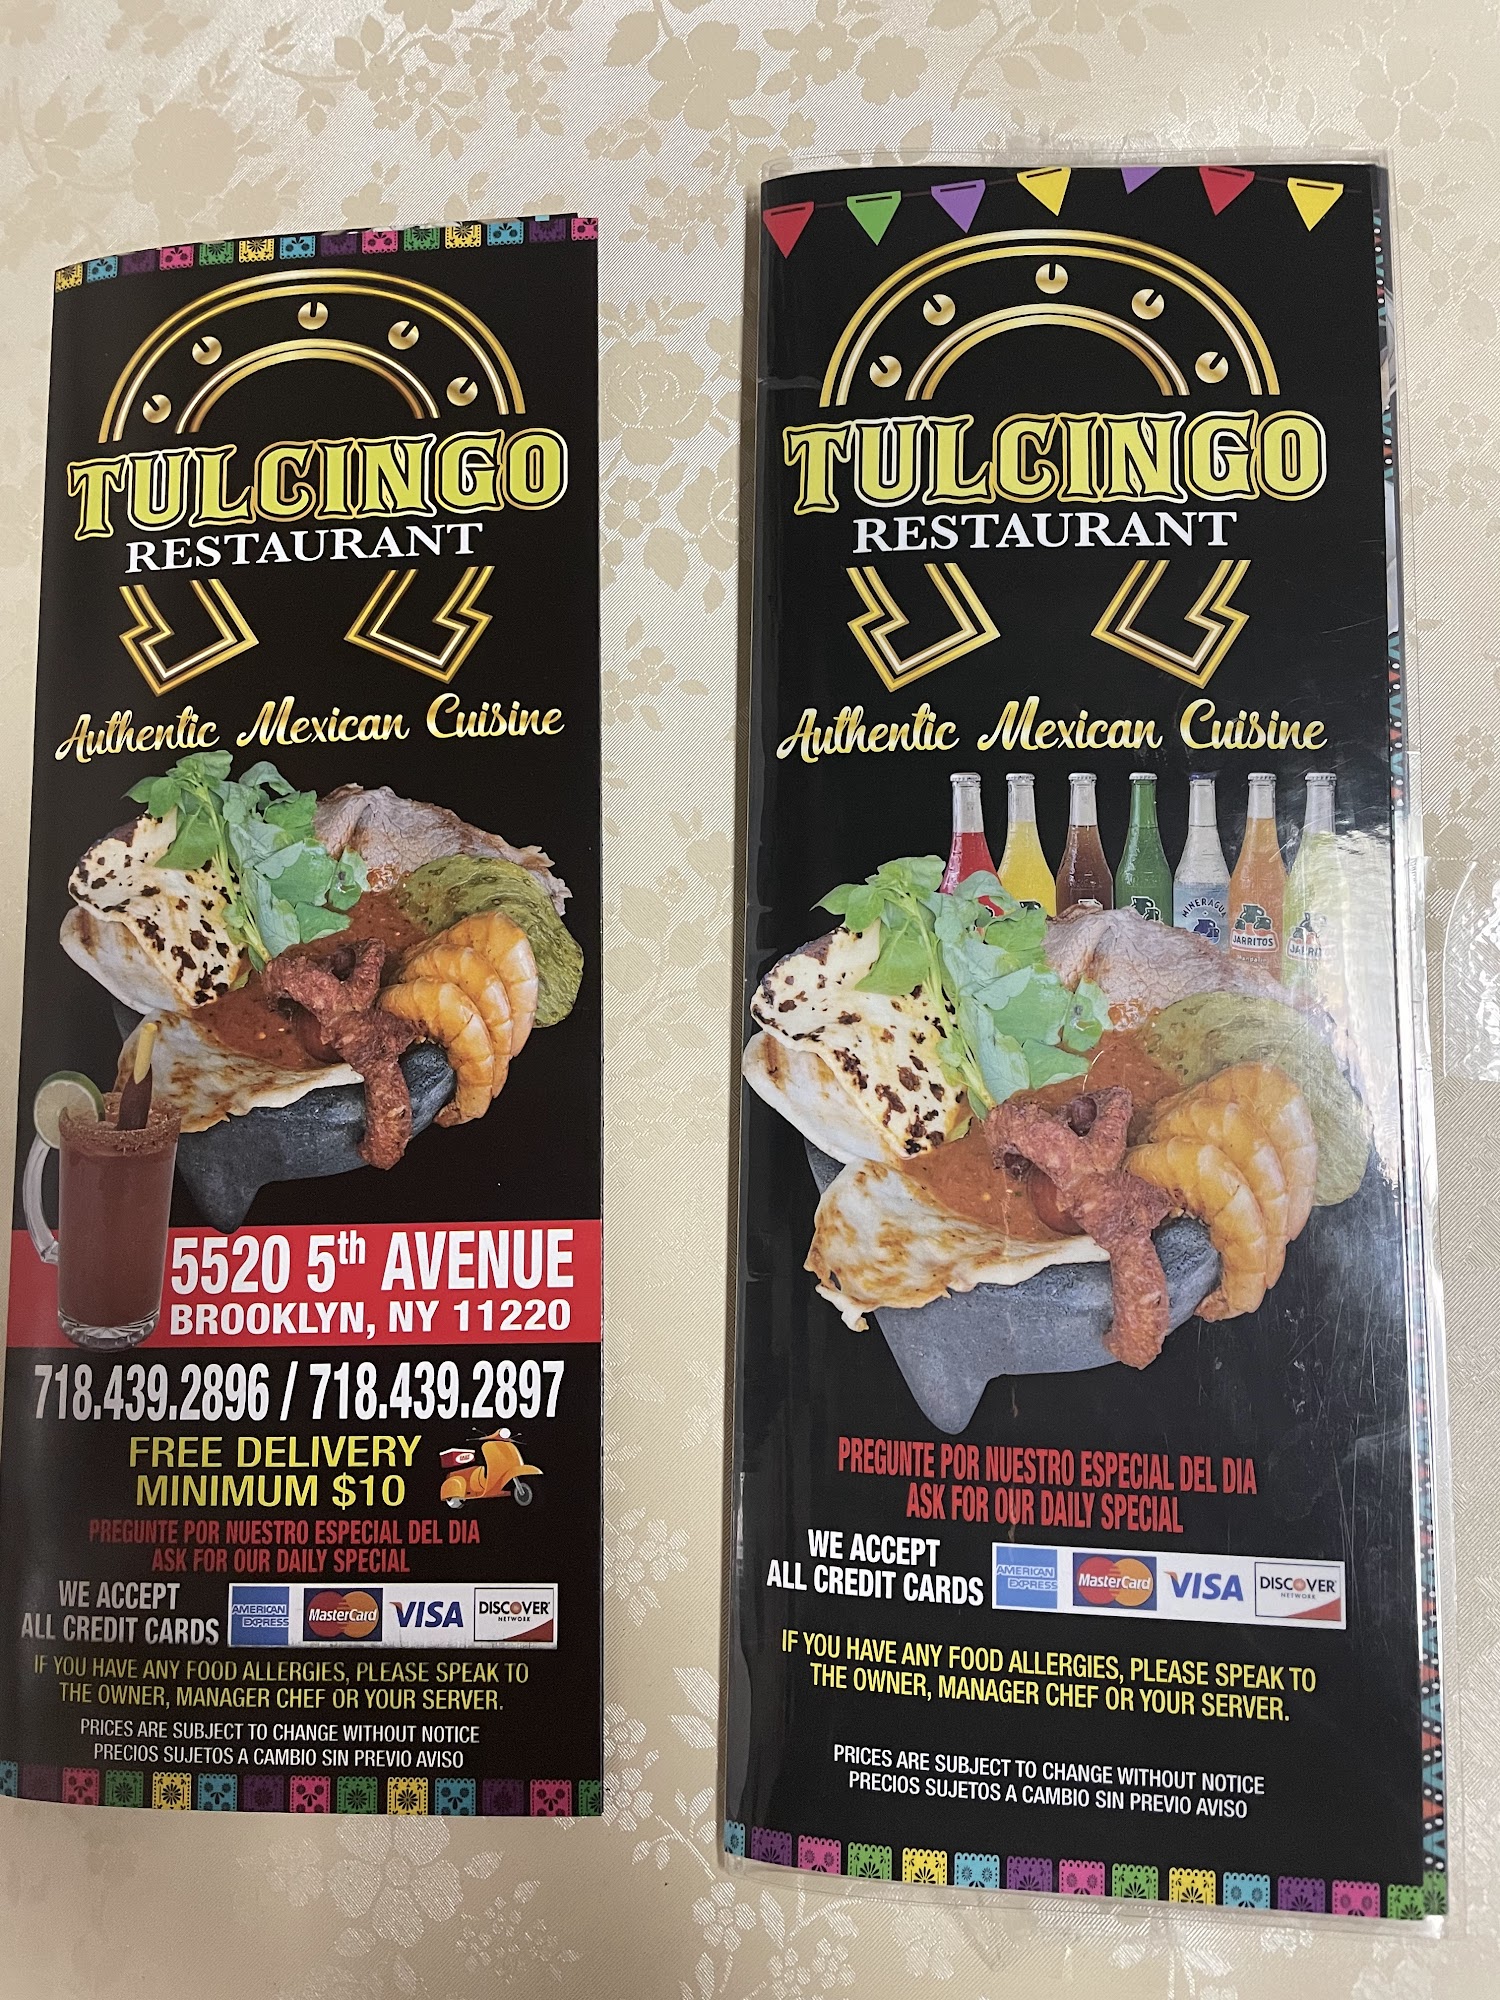 TULCINGO
RESTAURANT
Authentic Mexican Cuisine
5520 5th AVENUE
BROOKLYN, NY 11220
718.439.2896 / 718.439.2897
FREE DELIVERY
MINIMUM $10
PREGUNTE POR NUESTRO ESPECIAL DEL DIA
ASK FOR OUR DAILY SPECIAL
WE ACCEPT
ALL CREDIT CARDS
AMERICAN
EXPRESS
MasterCard
VISA
DISCOVER
NETWORK
IF YOU HAVE ANY FOOD ALLERGIES, PLEASE SPEAK TO
THE OWNER, MANAGER CHEF OR YOUR SERVER.
PRICES ARE SUBJECT TO CHANGE WITHOUT NOTICE
PRECIOS SUJETOS A CAMBIO SIN PREVIO AVISO
TULCINGO
RESTAURANT
Authentic Mexican Cuisine
MINERAGUA
JARRITOS
Mandarin
PREGUNTE POR NUESTRO ESPECIAL DEL DIA
ASK FOR OUR DAILY SPECIAL
WE ACCEPT
ALL CREDIT CARDS
AMERICAN
EXPRESS
MasterCard
VISA
DISCOVER
NETWORK
IF YOU HAVE ANY FOOD ALLERGIES, PLEASE SPEAK TO
THE OWNER, MANAGER CHEF OR YOUR SERVER.
PRICES ARE SUBJECT TO CHANGE WITHOUT NOTICE
PRECIOS SUJETOS A CAMBIO SIN PREVIO AVISO